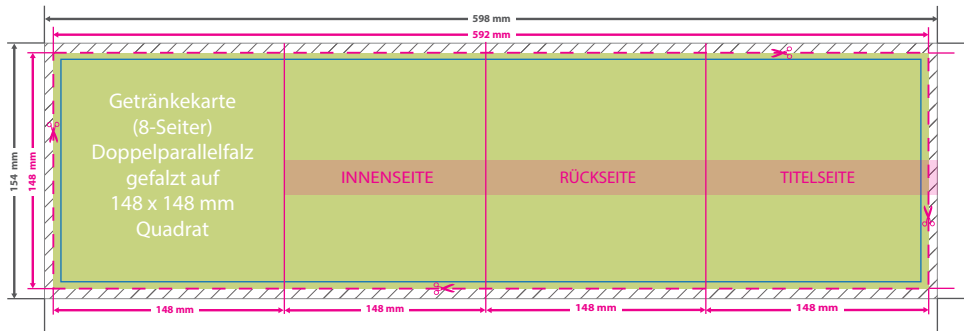 598 mm
592 mm
154 mm
148 mm
Getränkekarte
(8-Seiter)
Doppelparallelfalz
gefalzt auf
148 x 148 mm
Quadrat
INNENSEITE
RÜCKSEITE
TITELSEITE
148 mm
148 mm
148 mm
148 mm